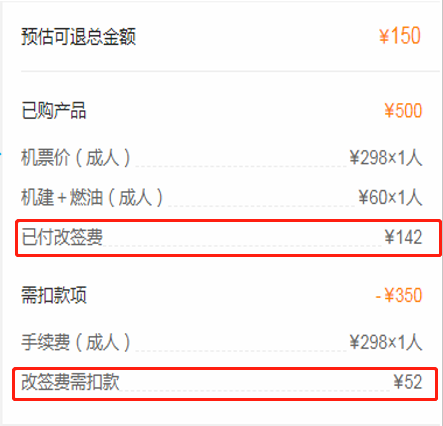 预估可退总金额 ¥150
已购产品 ¥500
机票价（成人） ¥298×1人
机建＋燃油（成人） ¥60×1人
已付改签费 ¥142
需扣款项 -¥350
手续费（成人） ¥298×1人
改签费需扣款 ¥52